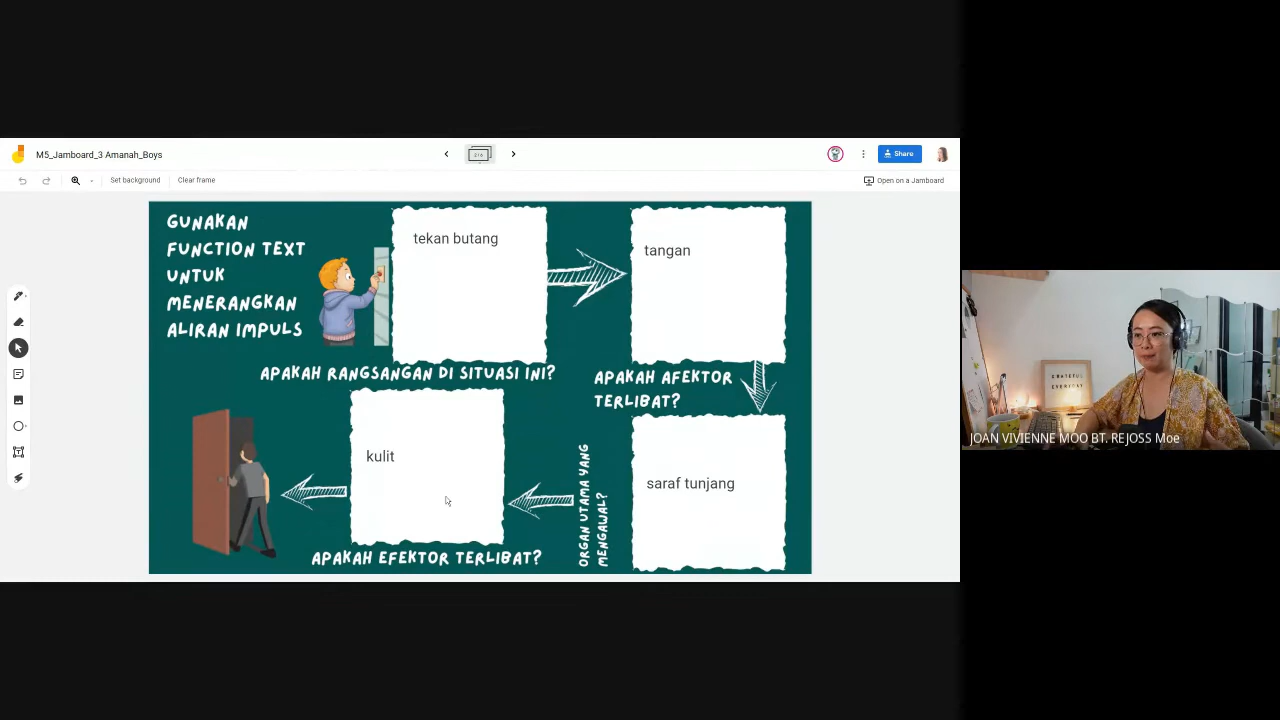 M5_Jamboard_3 Amanah_Boys
Share
Set background
Clear frame
Open on a Jamboard
GUNAKAN
FUNCTION TEXT
UNTUK
MENERANGKAN
ALIRAN IMPULS
tekan butang
tangan
APAKAH RANGSANGAN DI SITUASI INI?
APAKAH AFEKTOR
TERLIBAT?
kulit
ORGAN UTAMA YANG
MENGAWAL?
saraf tunjang
APAKAH EFEKTOR TERLIBAT?
GRATEFUL
EVERYDAY
JOAN VIVIENNE MOO BT. REJOSS Moe